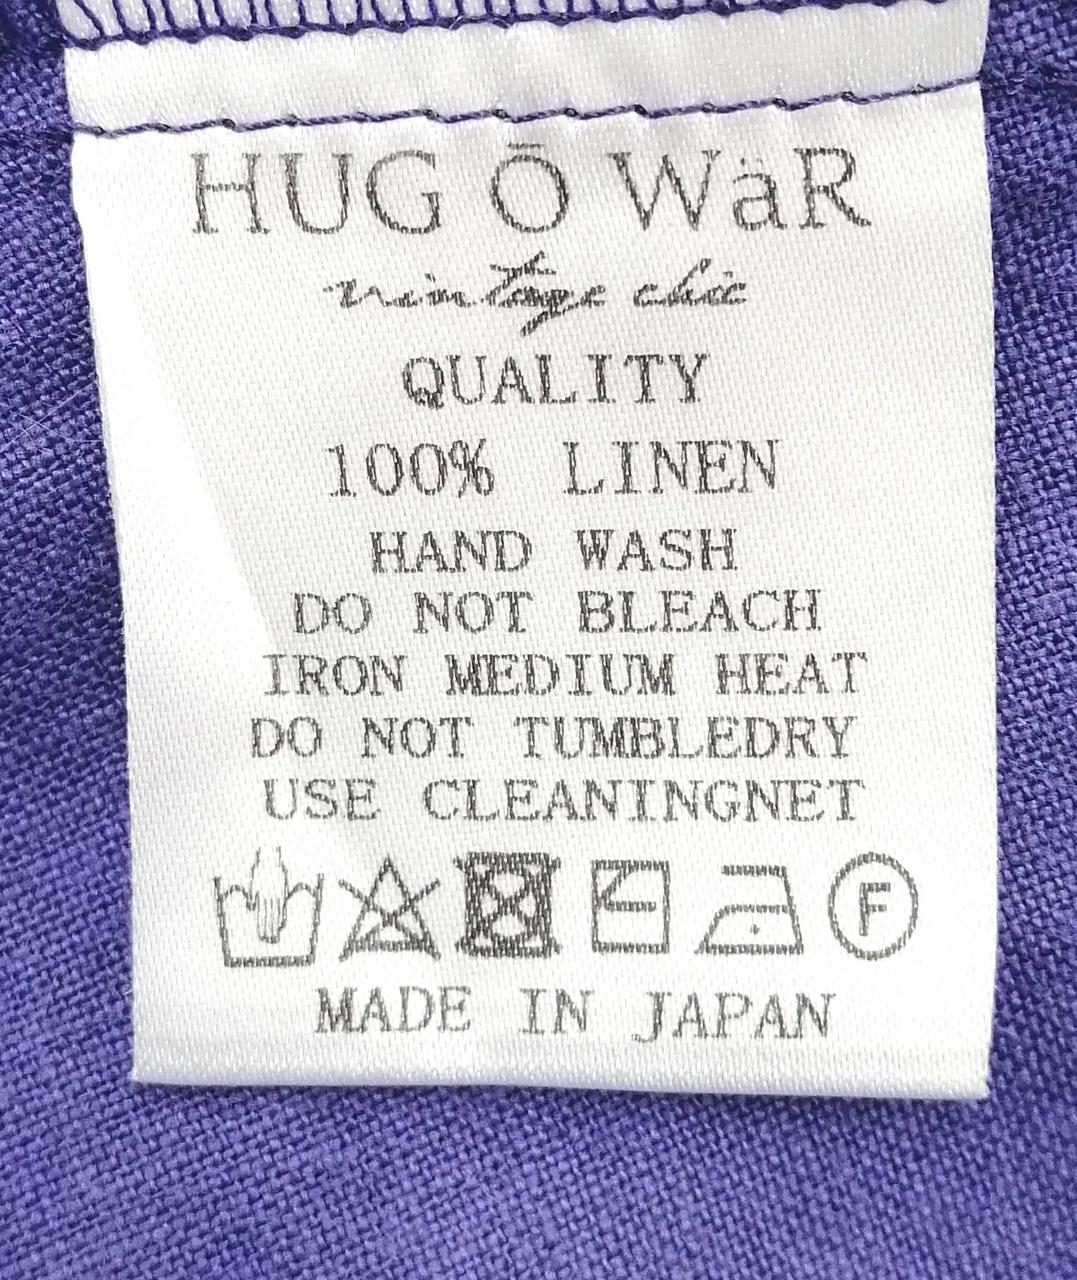 HUG Ō WäR
vintage chic
QUALITY
100% LINEN
HAND WASH
DO NOT BLEACH
IRON MEDIUM HEAT
DO NOT TUMBLEDRY
USE CLEANINGNET
F
MADE IN JAPAN